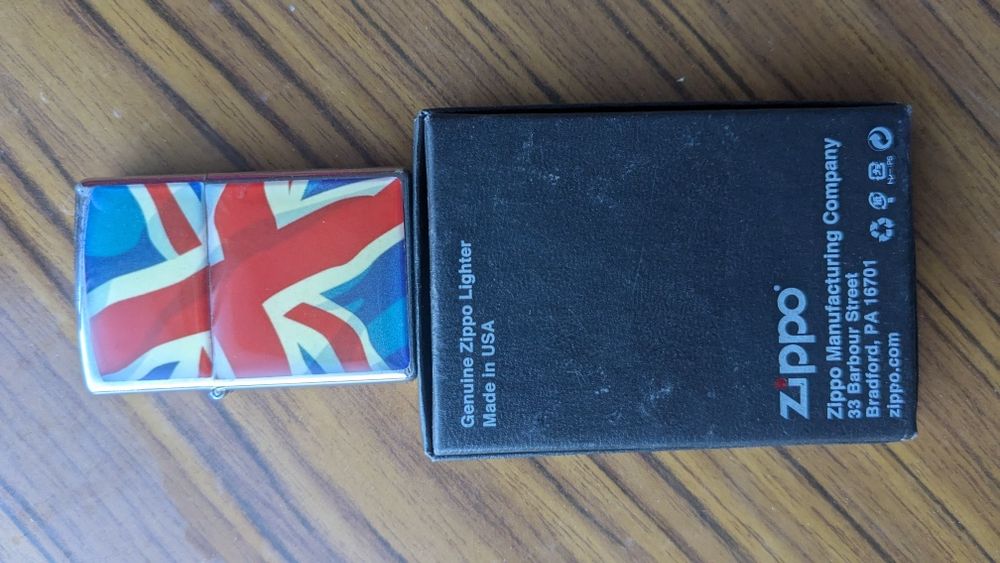 Genuine Zippo Lighter
Made in USA
zippo
Zippo Manufacturing Company
33 Barbour Street
Bradford, PA 16701
zippo.com